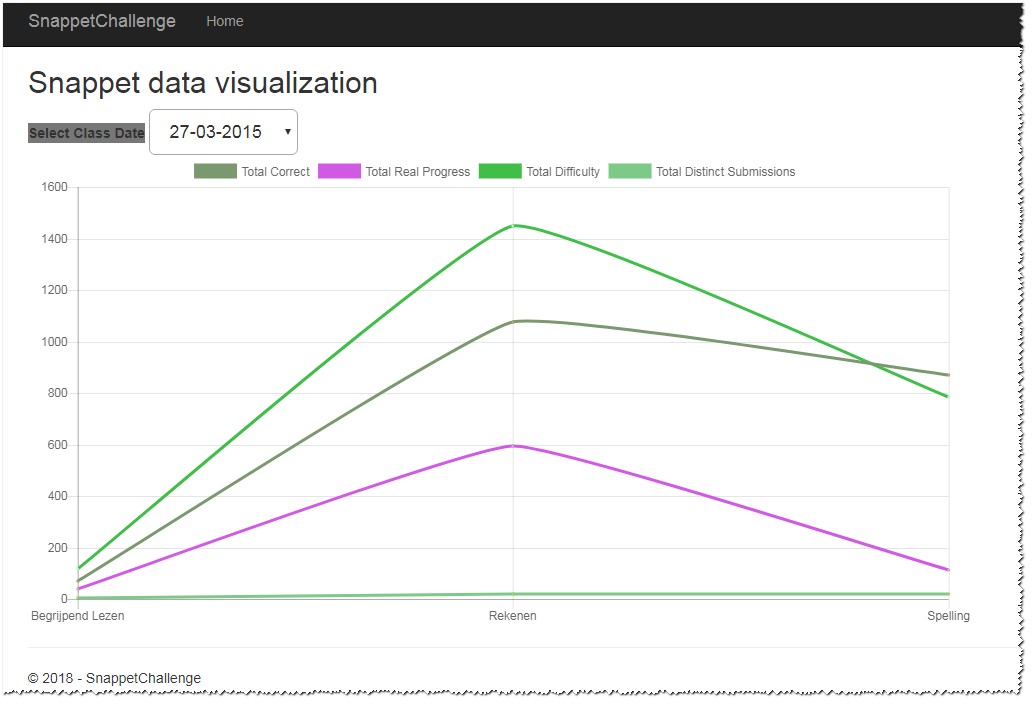 SnappetChallenge Home
Snappet data visualization
Select Class Date 27-03-2015
Total Correct Total Real Progress Total Difficulty Total Distinct Submissions
1600
1400
1200
1000
800
600
400
200
0
Begrijpend Lezen Rekenen Spelling
© 2018 - SnappetChallenge